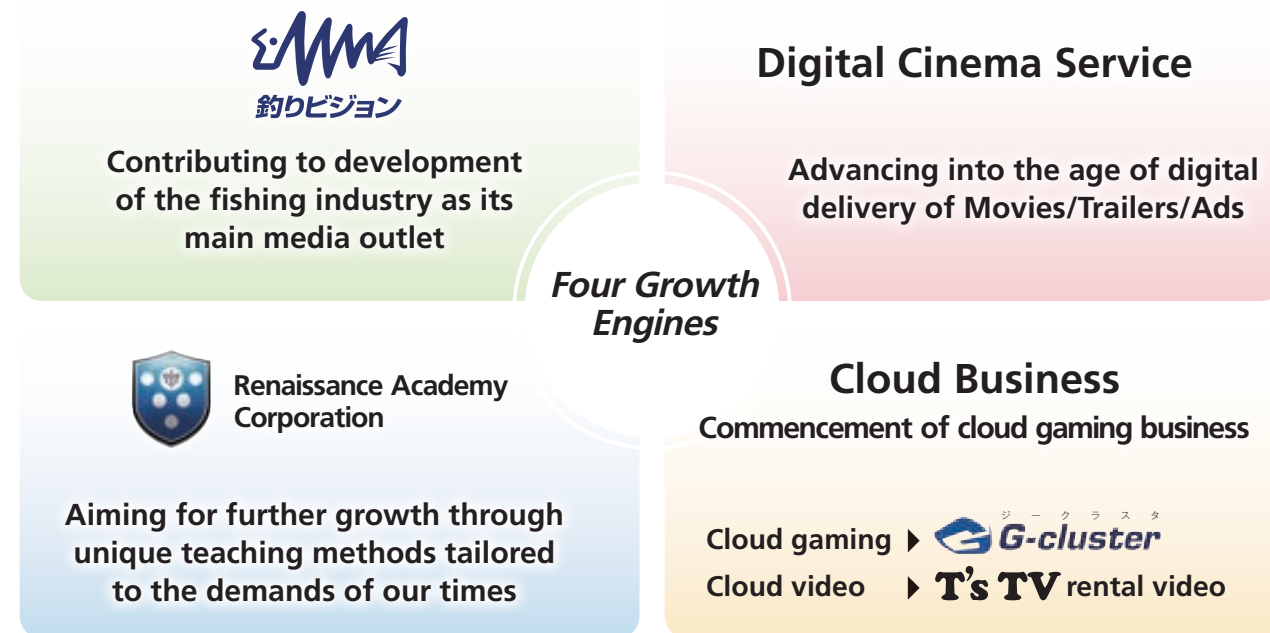 釣りビジョン
Contributing to development
of the fishing industry as its
main media outlet
Digital Cinema Service
Advancing into the age of digital
delivery of Movies/Trailers/Ads
Four Growth
Engines
Renaissance Academy
Corporation
Aiming for further growth through
unique teaching methods tailored
to the demands of our times
Cloud Business
Commencement of cloud gaming business
ジークラスタ
Cloud gaming ▶ G-cluster
Cloud video ▶ T's TV rental video